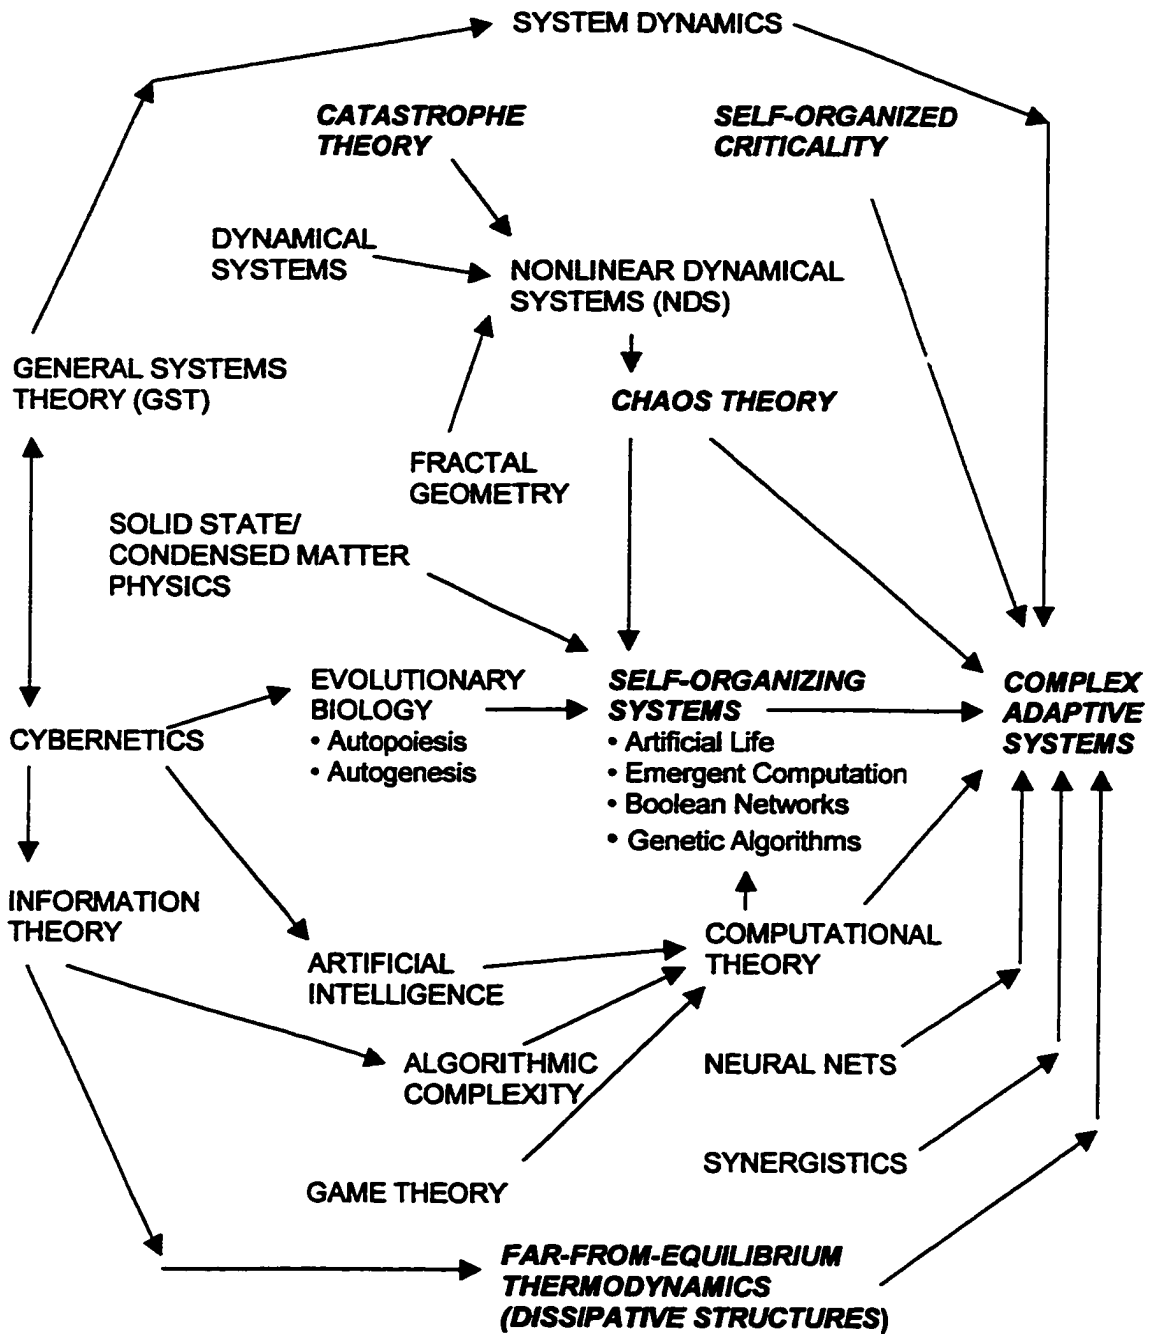 SYSTEM DYNAMICS
CATASTROPHE
THEORY
SELF-ORGANIZED
CRITICALITY
DYNAMICAL
SYSTEMS
NONLINEAR DYNAMICAL
SYSTEMS (NDS)
GENERAL SYSTEMS
THEORY (GST)
CHAOS THEORY
FRACTAL
GEOMETRY
SOLID STATE/
CONDENSED MATTER
PHYSICS
EVOLUTIONARY
BIOLOGY
• Autopoiesis
• Autogenesis
SELF-ORGANIZING
SYSTEMS
• Artificial Life
• Emergent Computation
• Boolean Networks
• Genetic Algorithms
COMPLEX
ADAPTIVE
SYSTEMS
CYBERNETICS
INFORMATION
THEORY
ARTIFICIAL
INTELLIGENCE
COMPUTATIONAL
THEORY
ALGORITHMIC
COMPLEXITY
NEURAL NETS
SYNERGISTICS
GAME THEORY
FAR-FROM-EQUILIBRIUM
THERMODYNAMICS
(DISSIPATIVE STRUCTURES)